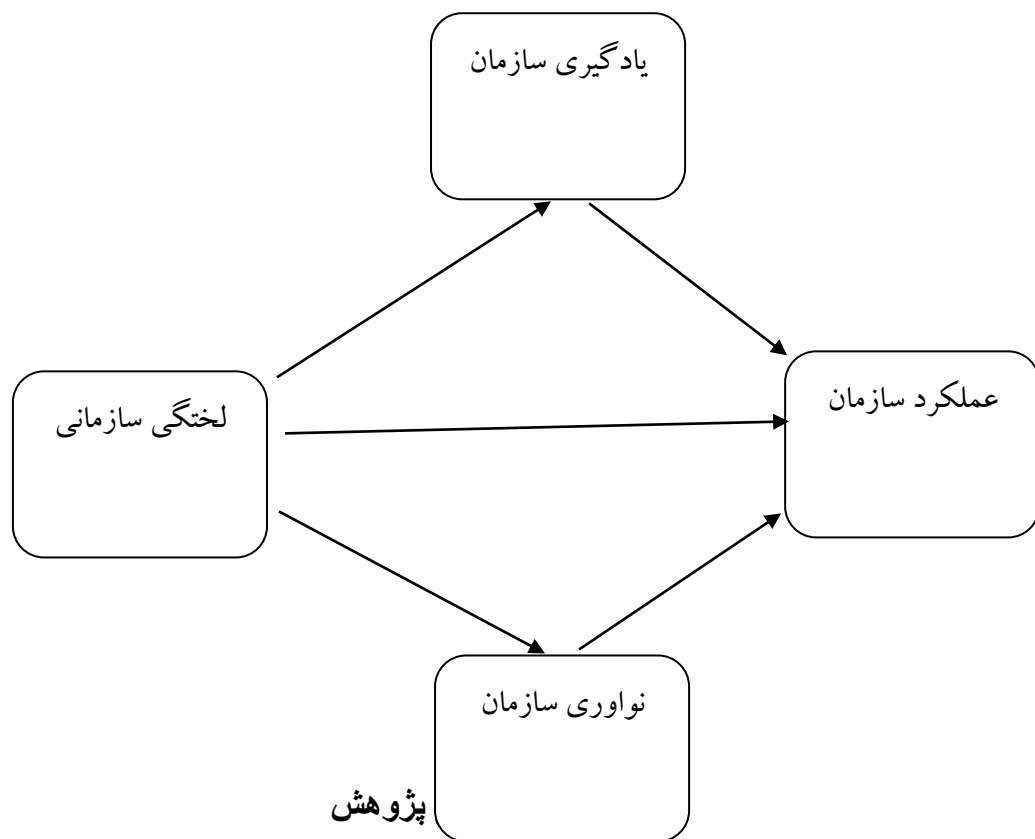 یادگیری سازمان
عملکرد سازمان
لختگی سازمانی
نواوری سازمان
پژوهش